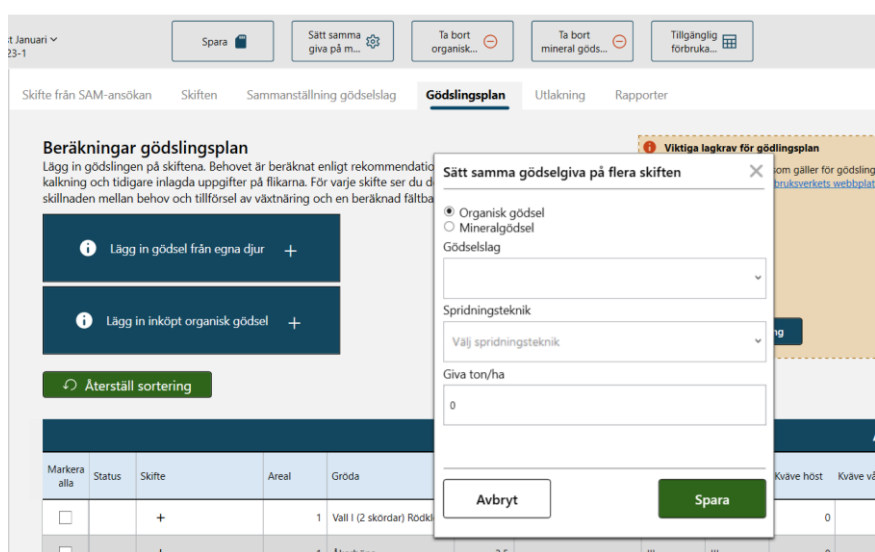 t Januari
23-1
Spara
Sätt samma
giva på m...
Ta bort
organisk...
Ta bort
mineral göds...
Tillgänglig
förbruka...
Skifte från SAM-ansökan Skiften Sammanställning gödselslag Gödslingsplan Utlakning Rapporter
Beräkningar gödslingsplan
Lägg in gödslingen på skiftena. Behovet är beräknat enligt rekommendatio
kalkning och tidigare inlagda uppgifter på flikarna. För varje skifte ser du d
skillnaden mellan behov och tillförsel av växtnäring och en beräknad fältba
Lägg in gödsel från egna djur +
Lägg in inköpt organisk gödsel +
Återställ sortering
Viktiga lagkrav för gödlingsplan
som gäller för gödsling
bruksverkets webbplat
ng
Sätt samma gödselgiva på flera skiften
Organisk gödsel
Mineralgödsel
Gödselslag
Spridningsteknik
Välj spridningsteknik
Giva ton/ha
0
Avbryt
Spara
Markera
alla
Status Skifte Areal Gröda Kväve höst Kväve vå
+ 1 Vall I (2 skördar) Rödkl 0